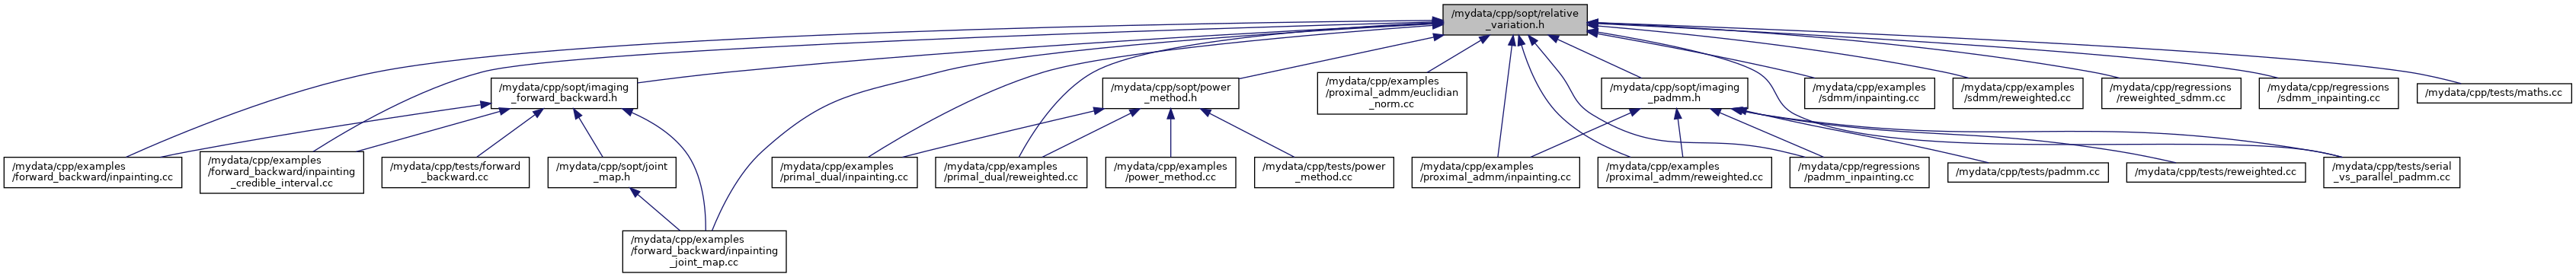 /mydata/cpp/sopt/relative
_variation.h
/mydata/cpp/sopt/imaging
_forward_backward.h
/mydata/cpp/sopt/power
_method.h
/mydata/cpp/examples
/proximal_admm/euclidian
_norm.cc
/mydata/cpp/sopt/imaging
_padmm.h
/mydata/cpp/examples
/sdmm/inpainting.cc
/mydata/cpp/examples
/sdmm/reweighted.cc
/mydata/cpp/regressions
/reweighted_sdmm.cc
/mydata/cpp/regressions
/sdmm_inpainting.cc
/mydata/cpp/tests/maths.cc
/mydata/cpp/examples
/forward_backward/inpainting.cc
/mydata/cpp/examples
/forward_backward/inpainting
_credible_interval.cc
/mydata/cpp/tests/forward
_backward.cc
/mydata/cpp/sopt/joint
_map.h
/mydata/cpp/examples
/primal_dual/inpainting.cc
/mydata/cpp/examples
/primal_dual/reweighted.cc
/mydata/cpp/examples
/power_method.cc
/mydata/cpp/tests/power
_method.cc
/mydata/cpp/examples
/proximal_admm/inpainting.cc
/mydata/cpp/examples
/proximal_admm/reweighted.cc
/mydata/cpp/regressions
/padmm_inpainting.cc
/mydata/cpp/tests/padmm.cc
/mydata/cpp/tests/reweighted.cc
/mydata/cpp/tests/serial
_vs_parallel_padmm.cc
/mydata/cpp/examples
/forward_backward/inpainting
_joint_map.cc